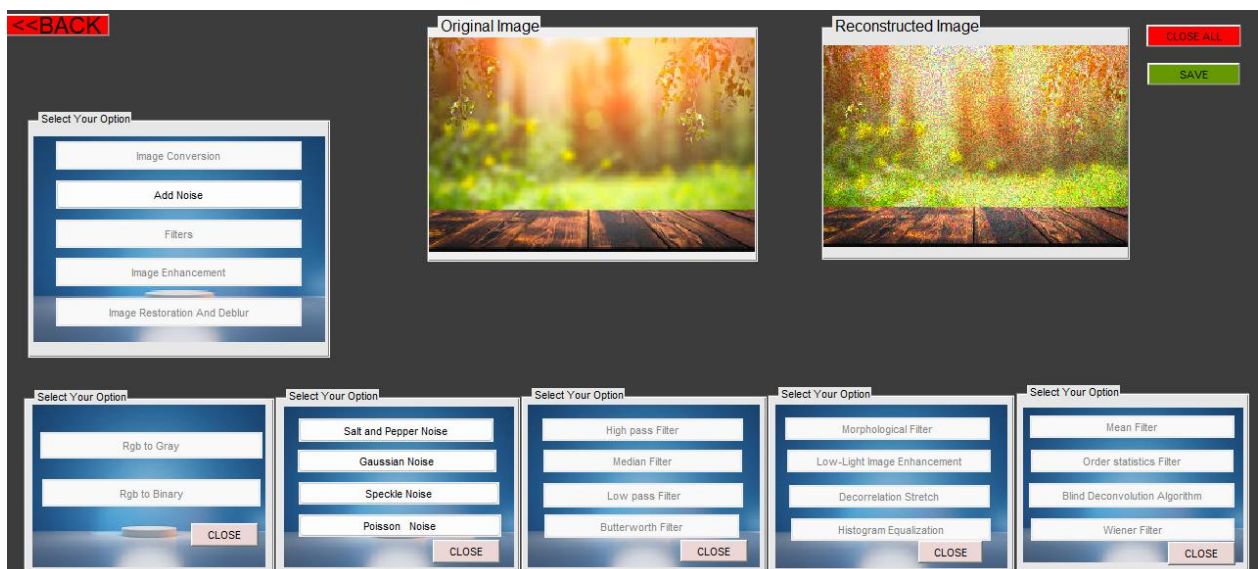 <<BACK
Original Image
Reconstructed Image
CLOSE ALL
SAVE
Select Your Option
Image Conversion
Add Noise
Filters
Image Enhancement
Image Restoration And Deblur
Select Your Option
Rgb to Gray
Rgb to Binary
CLOSE
Select Your Option
Salt and Pepper Noise
Gaussian Noise
Speckle Noise
Poisson Noise
CLOSE
Select Your Option
High pass Filter
Median Filter
Low pass Filter
Butterworth Filter
CLOSE
Select Your Option
Morphological Filter
Low-Light Image Enhancement
Decorrelation Stretch
Histogram Equalization
CLOSE
Select Your Option
Mean Filter
Order statistics Filter
Blind Deconvolution Algorithm
Wiener Filter
CLOSE